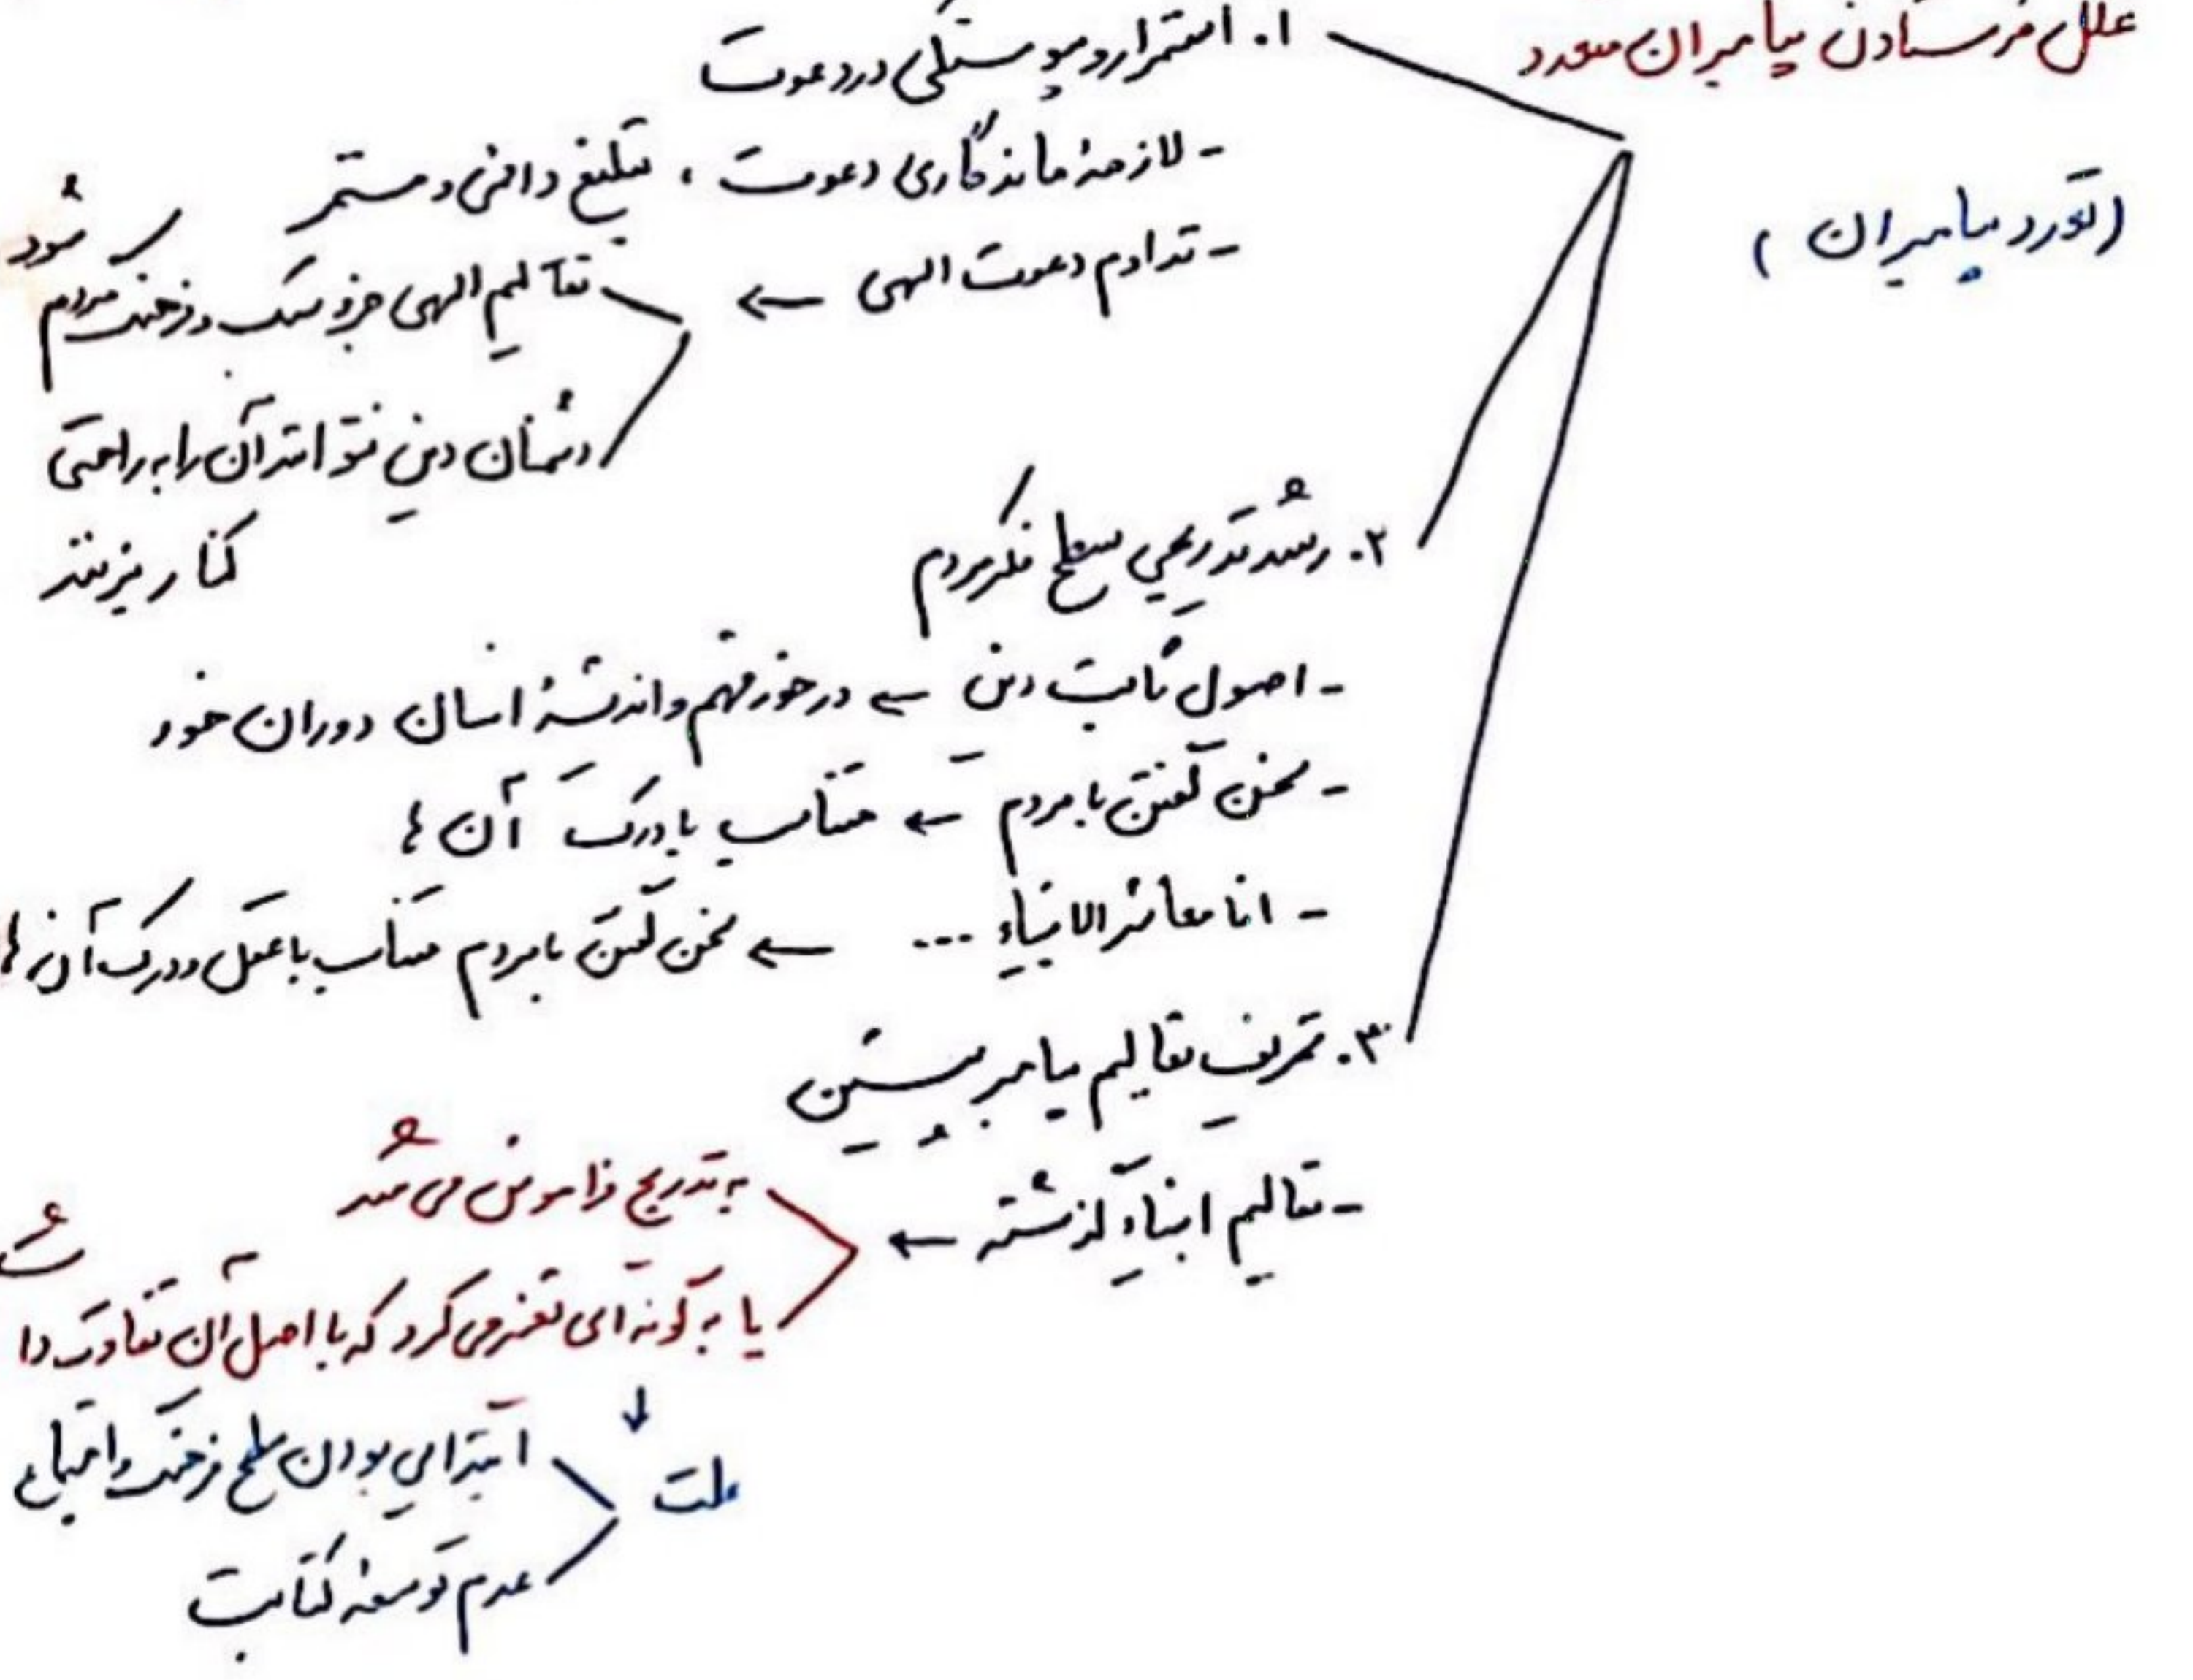 علل فرستادن پیامبران متعدد
(تعدد پیامبران)
۱. استمرار و پیوستگی در دعوت
- لازمهٔ ماندگاری دعوت، تبلیغ دائمی و مستمر
- تداوم دعوت الهی ←
تعالیم الهی جزو سبک و فرهنگ مردم شود
دشمنان دین نتوانند آن را به راحتی
کنار بزنند
۲. رشد تدریجی سطح فکر مردم
- اصول ثابت دین ← در خور فهم و اندیشهٔ انسان دوران خود
- سخن گفتن با مردم ← متناسب با درک آن ها
- انا معاشر الانبیاء ... ← سخن گفتن با مردم متناسب با عقل و درک آن ها
۳. تحریف تعالیم پیامبر پیشین
- تعالیم انبیاء گذشته ←
به تدریج فراموش می شد
یا به گونه ای تغییر می کرد که با اصل آن تفاوت داشت
↓
علت
ابتدایی بودن سطح فرهنگ و اجتماعی
عدم توسعهٔ کتابت